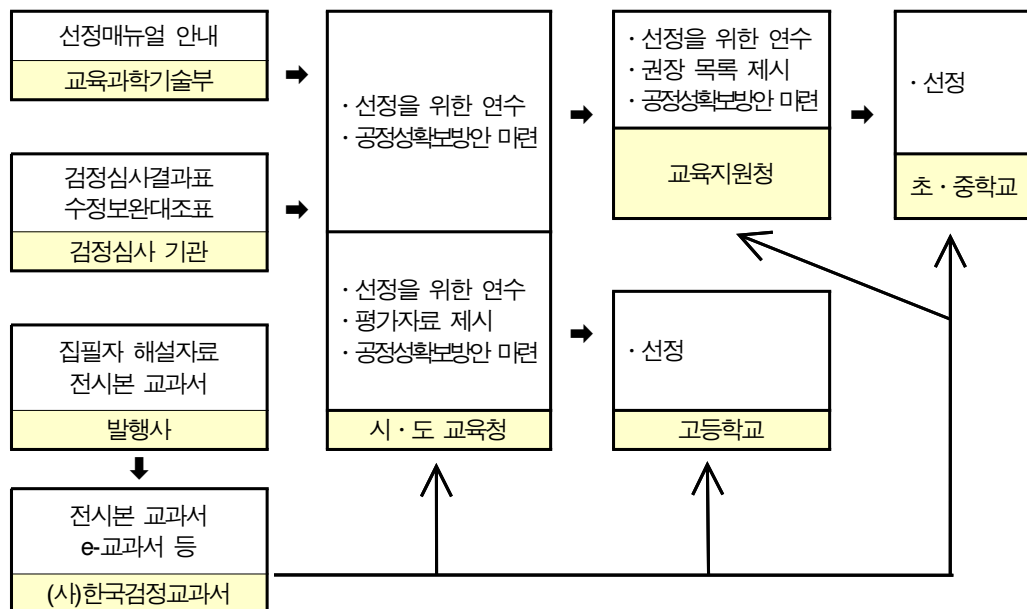 선정매뉴얼 안내
교육과학기술부
검정심사결과표
수정보완대조표
검정심사 기관
집필자 해설자료
전시본 교과서
발행사
전시본 교과서
e-교과서 등
(사)한국검정교과서
· 선정을 위한 연수
· 공정성확보방안 마련
· 선정을 위한 연수
· 평가자료 제시
· 공정성확보방안 마련
시 · 도 교육청
· 선정을 위한 연수
· 권장 목록 제시
· 공정성확보방안 마련
교육지원청
· 선정
고등학교
· 선정
초 · 중학교